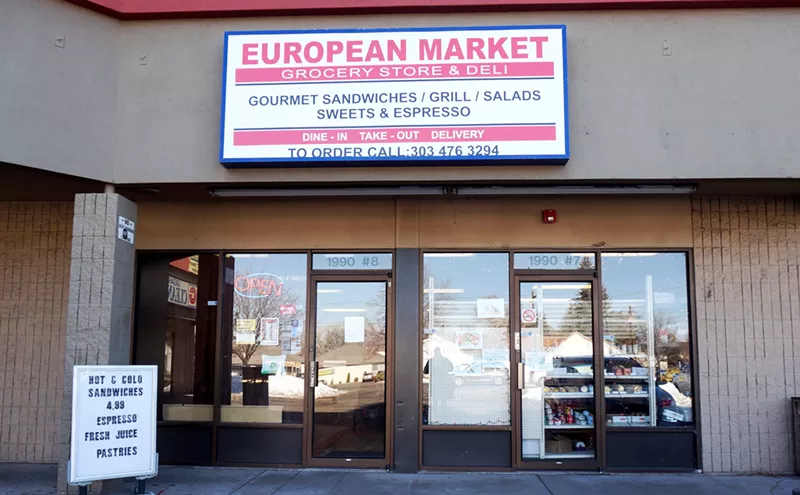 EUROPEAN MARKET
GROCERY STORE & DELI
GOURMET SANDWICHES / GRILL / SALADS
SWEETS & ESPRESSO
DINE - IN TAKE - OUT DELIVERY
TO ORDER CALL:303 476 3294
1990 #8
1990 #7
OPEN
HOT & COLD
SANDWICHES
4,99
ESPRESSO
FRESH JUICE
PASTRIES